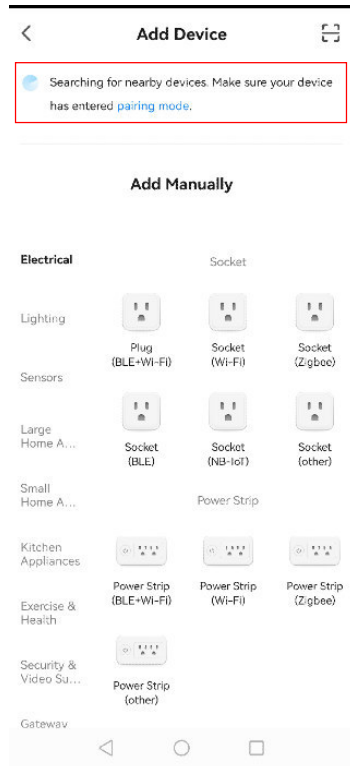 Add Device
Searching for nearby devices. Make sure your device
has entered pairing mode.
Add Manually
Electrical
Lighting
Sensors
Large
Home A...
Small
Home A...
Kitchen
Appliances
Exercise &
Health
Security &
Video Su...
Gateway
Socket
Plug
(BLE+Wi-Fi)
Socket
(Wi-Fi)
Socket
(Zigbee)
Socket
(BLE)
Socket
(NB-IoT)
Socket
(other)
Power Strip
Power Strip
(BLE+Wi-Fi)
Power Strip
(Wi-Fi)
Power Strip
(Zigbee)
Power Strip
(other)